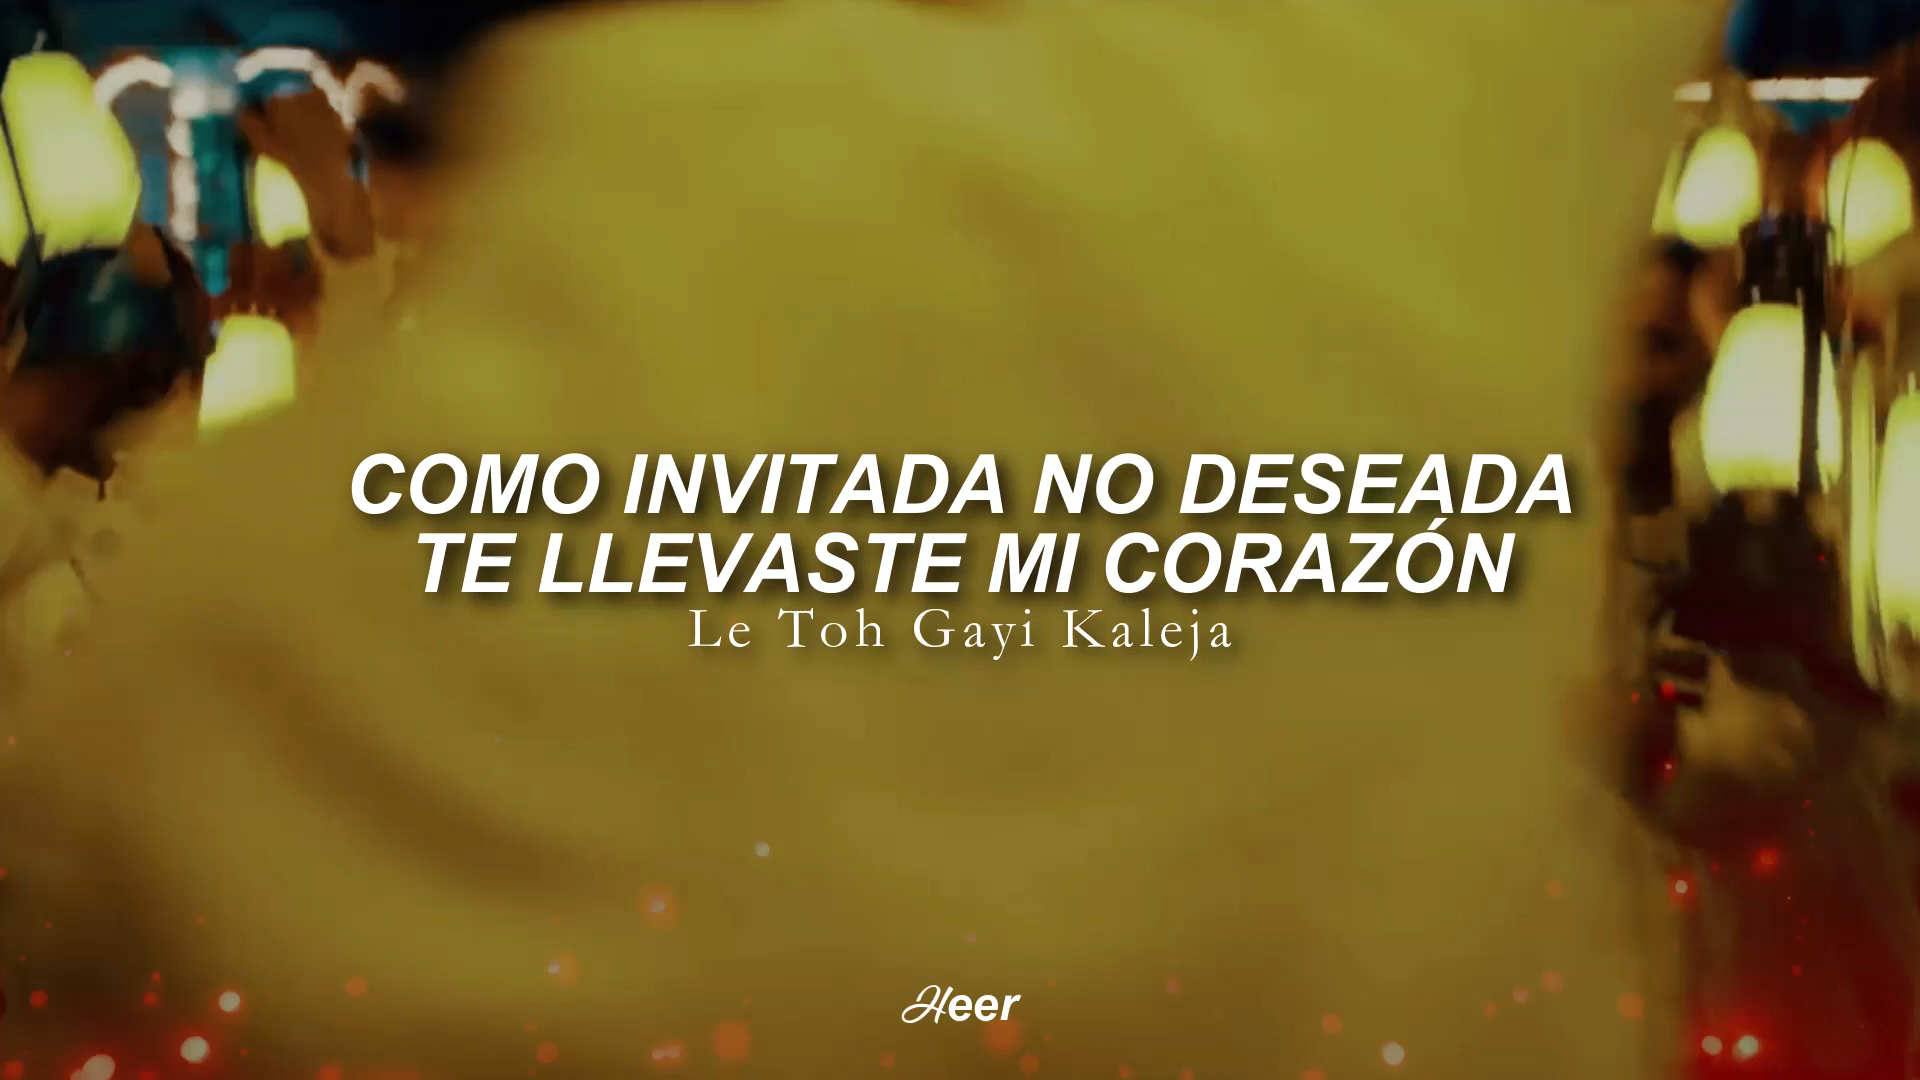 COMO INVITADA NO DESEADA
TE LLEVASTE MI CORAZÓN
Le Toh Gayi Kaleja
Heer